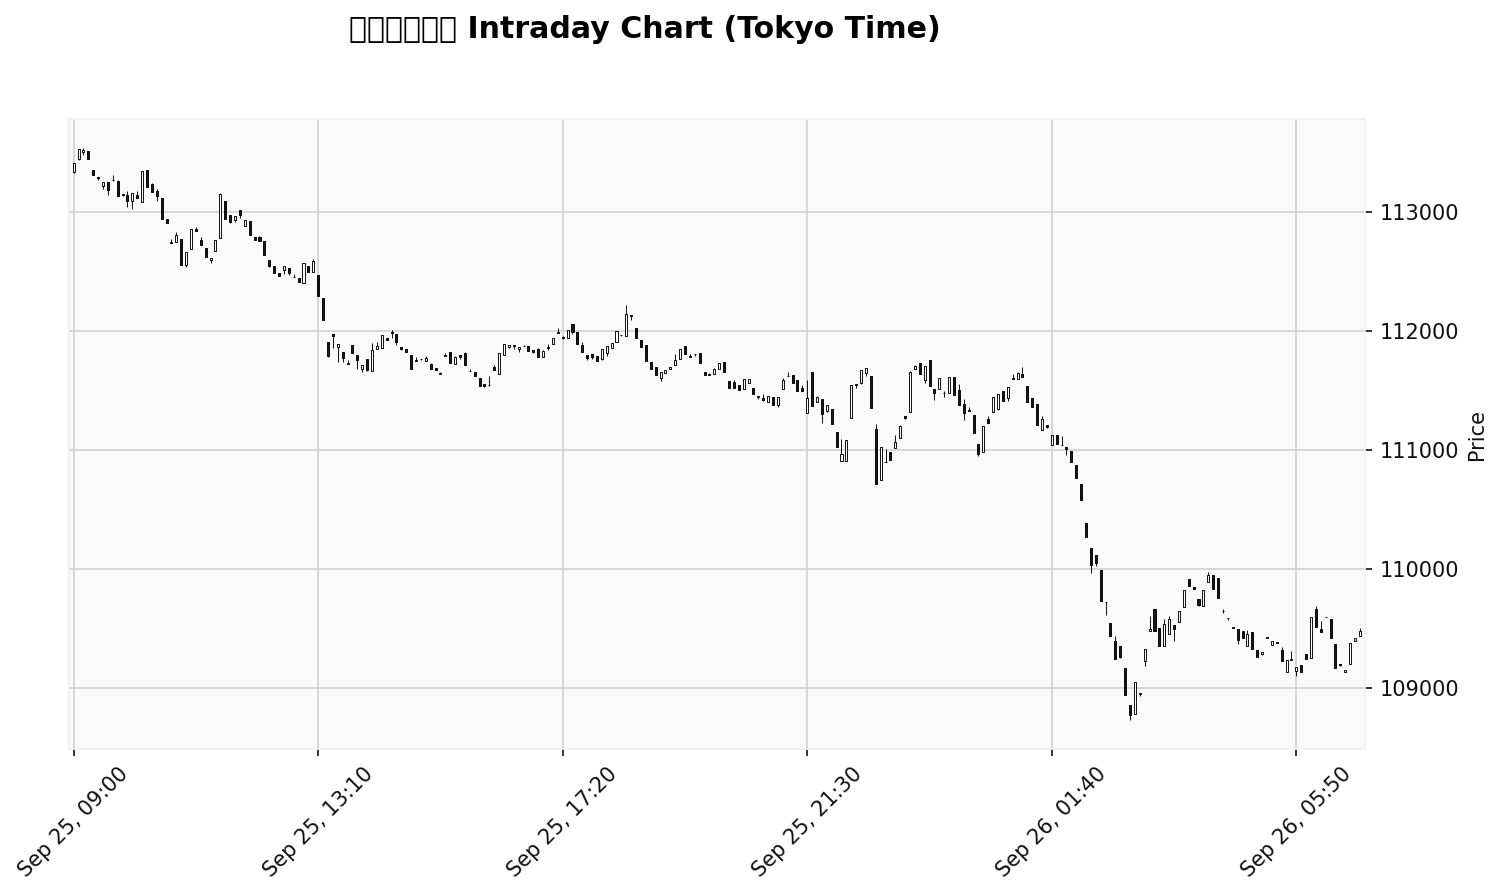 Intraday Chart (Tokyo Time)
113000
112000
111000
110000
109000
Price
Sep 25, 09:00
Sep 25, 13:10
Sep 25, 17:20
Sep 25, 21:30
Sep 26, 01:40
Sep 26, 05:50